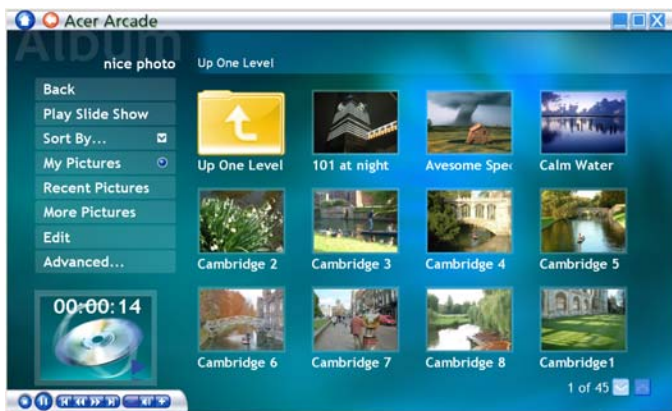 Acer Arcade
Album
nice photo
Up One Level
Back
Play Slide Show
Sort By...
My Pictures
Recent Pictures
More Pictures
Edit
Advanced...
00:00:14
Up One Level
101 at night
Avesome Spe
Calm Water
Cambridge 2
Cambridge 3
Cambridge 4
Cambridge 5
Cambridge 6
Cambridge 7
Cambridge 8
Cambridge1
1 of 45